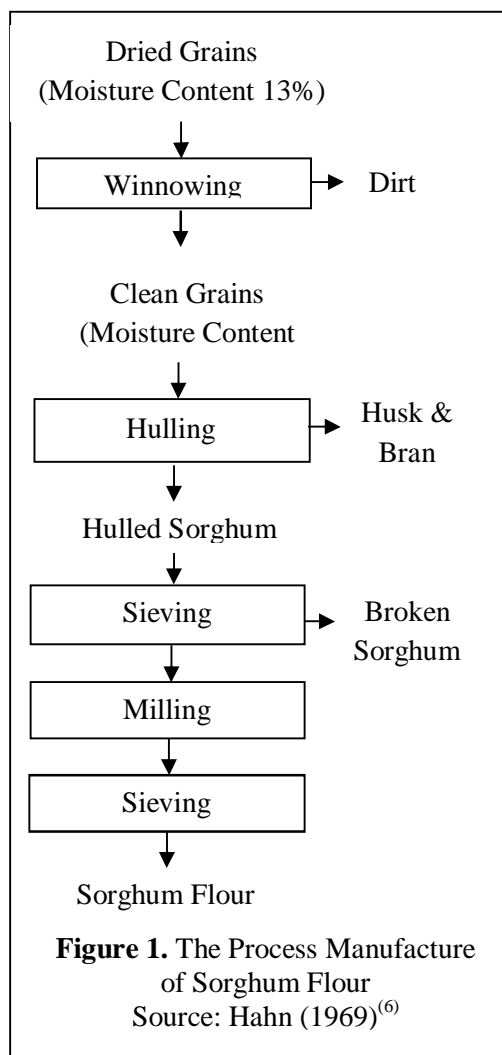 Dried Grains
(Moisture Content 13%)
Winnowing
Dirt
Clean Grains
(Moisture Content
Hulling
Husk &
Bran
Hulled Sorghum
Sieving
Broken
Sorghum
Milling
Sieving
Sorghum Flour
Figure 1. The Process Manufacture
of Sorghum Flour
Source: Hahn (1969)(6)